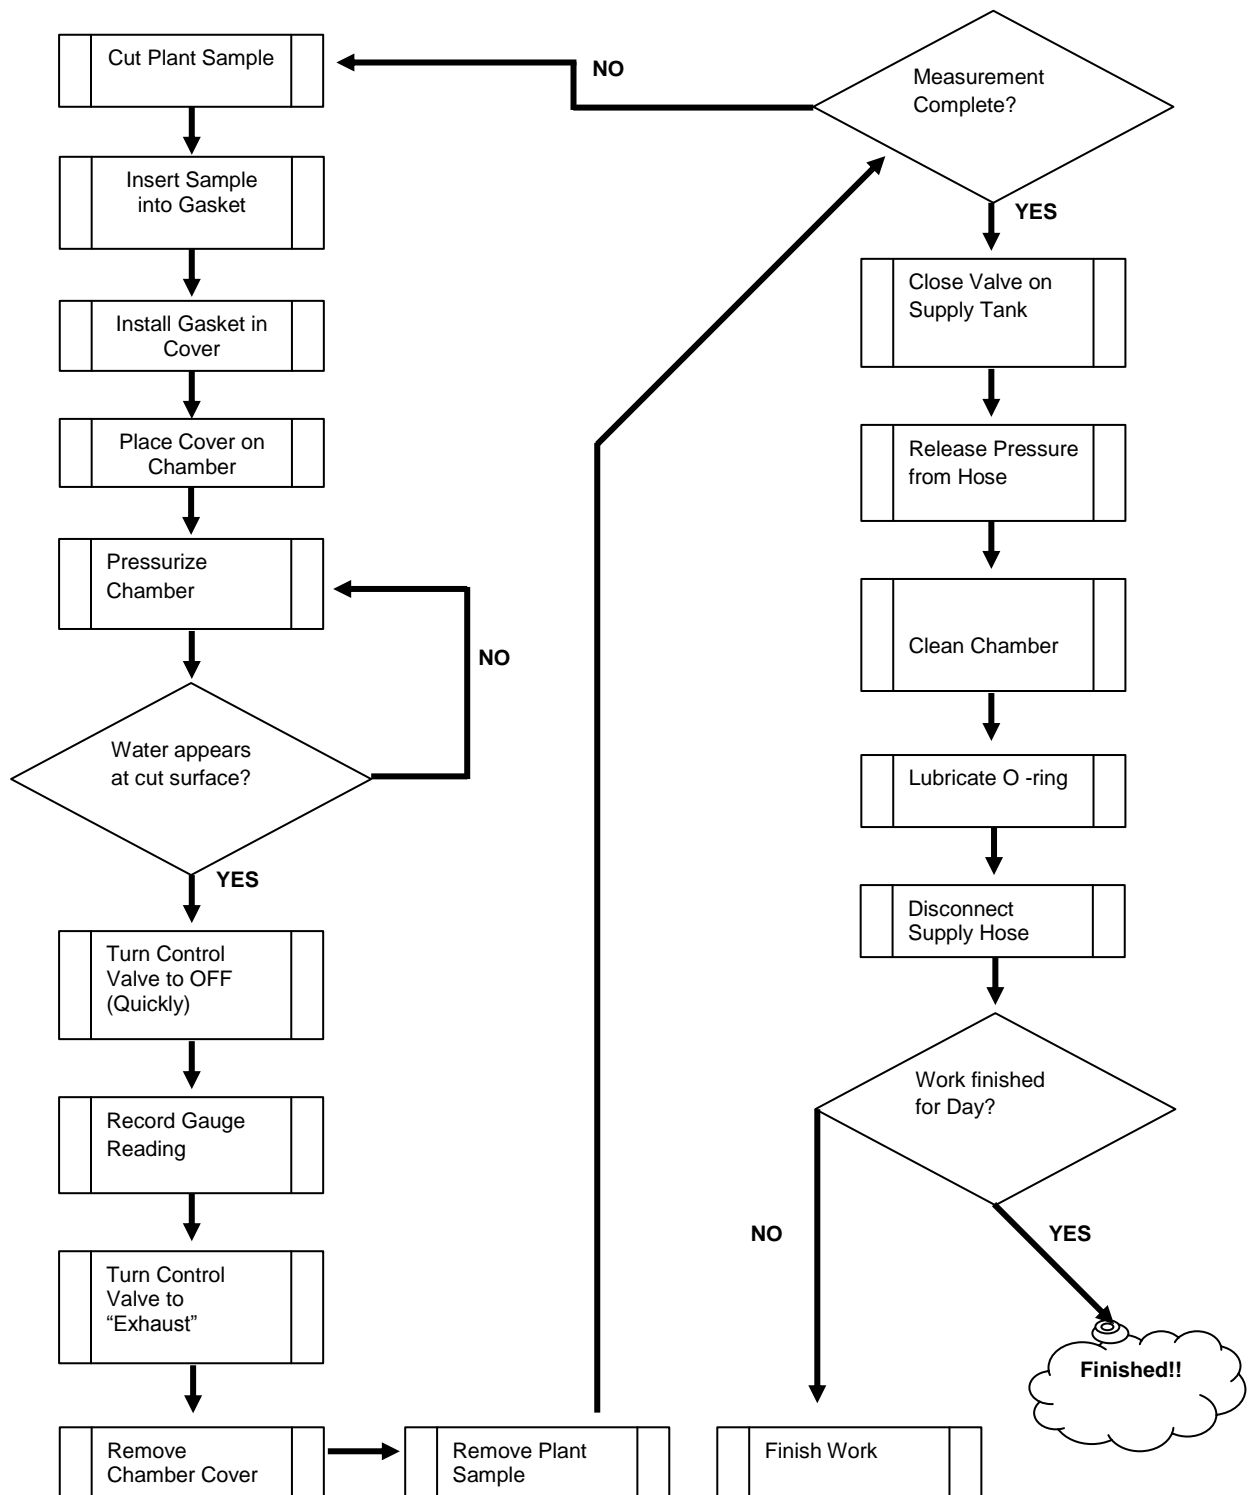 Cut Plant Sample
Insert Sample
into Gasket
Install Gasket in
Cover
Place Cover on
Chamber
Pressurize
Chamber
NO
Water appears
at cut surface?
YES
Turn Control
Valve to OFF
(Quickly)
Record Gauge
Reading
Turn Control
Valve to
“Exhaust”
Remove
Chamber Cover
Remove Plant
Sample
NO
Measurement
Complete?
YES
Close Valve on
Supply Tank
Release Pressure
from Hose
Clean Chamber
Lubricate O -ring
Disconnect
Supply Hose
Work finished
for Day?
NO
YES
Finish Work
Finished!!